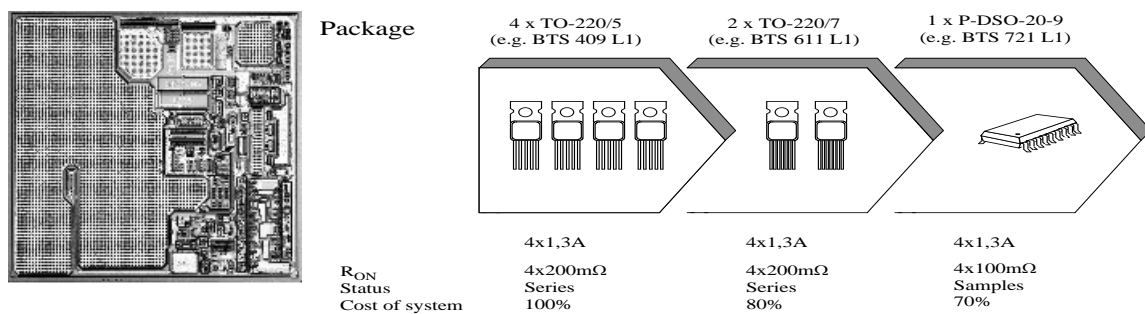 Package
4 x TO-220/5
(e.g. BTS 409 L1)
2 x TO-220/7
(e.g. BTS 611 L1)
1 x P-DSO-20-9
(e.g. BTS 721 L1)
4x1,3A 4x1,3A 4x1,3A
RON 4x200mΩ 4x200mΩ 4x100mΩ
Status Series Series Samples
Cost of system 100% 80% 70%